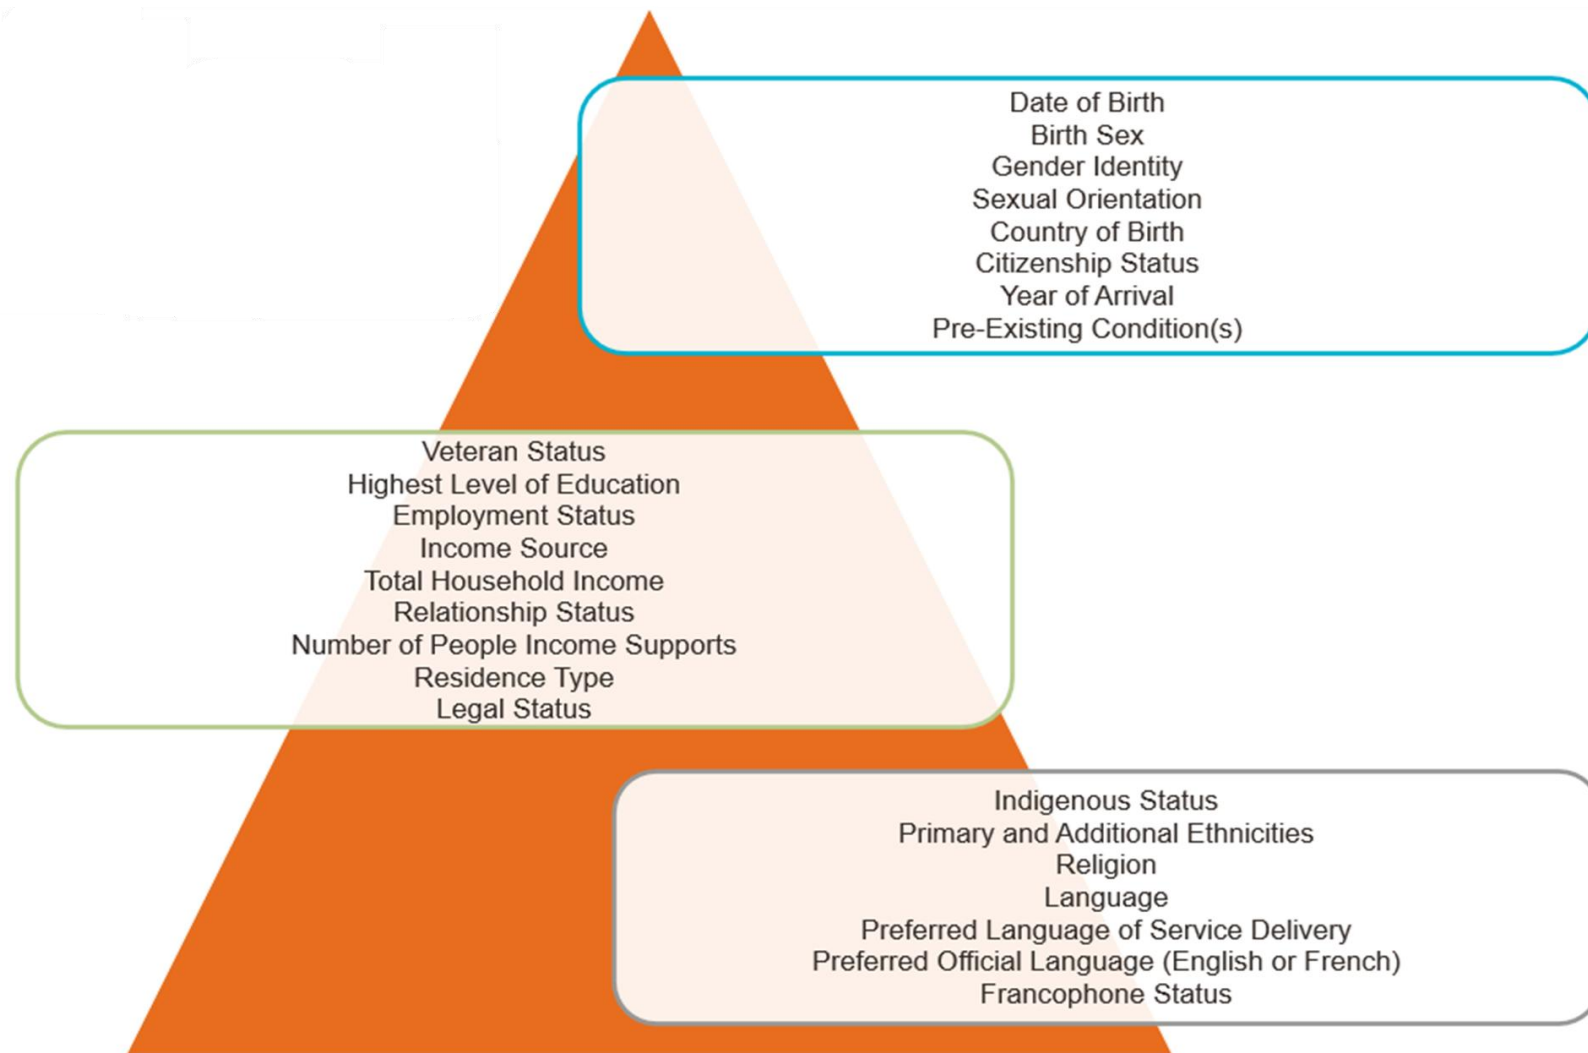 Date of Birth
Birth Sex
Gender Identity
Sexual Orientation
Country of Birth
Citizenship Status
Year of Arrival
Pre-Existing Condition(s)
Veteran Status
Highest Level of Education
Employment Status
Income Source
Total Household Income
Relationship Status
Number of People Income Supports
Residence Type
Legal Status
Indigenous Status
Primary and Additional Ethnicities
Religion
Language
Preferred Language of Service Delivery
Preferred Official Language (English or French)
Francophone Status